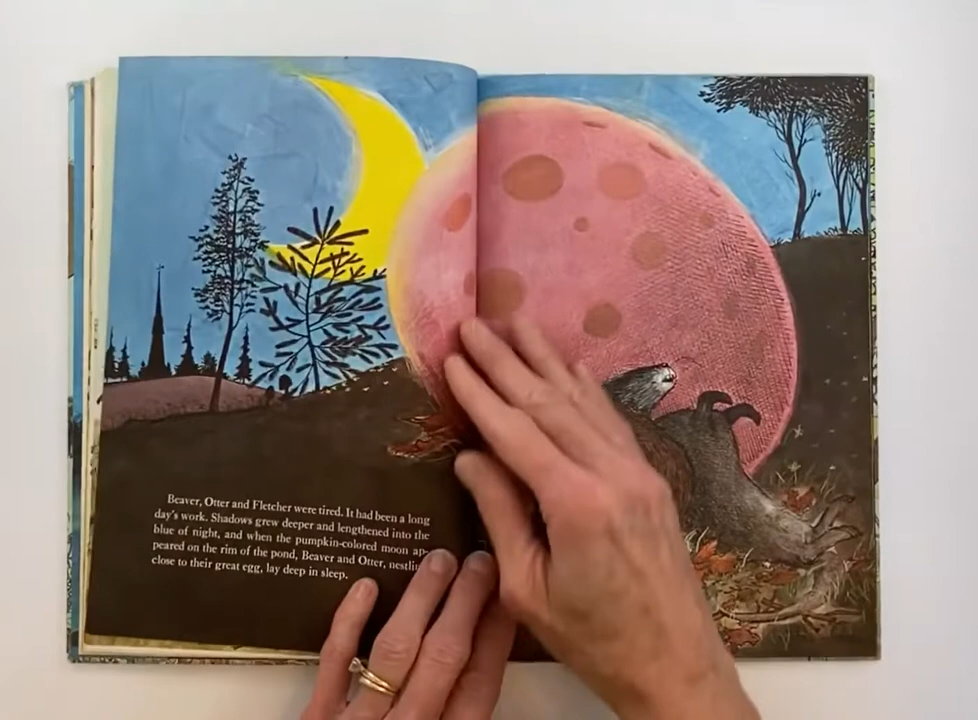 Beaver, Otter and Fletcher were tired. It had been a long
day's work. Shadows grew deeper and lengthened into the
blue of night, and when the pumpkin-colored moon ap-
peared on the rim of the pond, Beaver and Otter,
close to their great egg, lay deep in sleep.